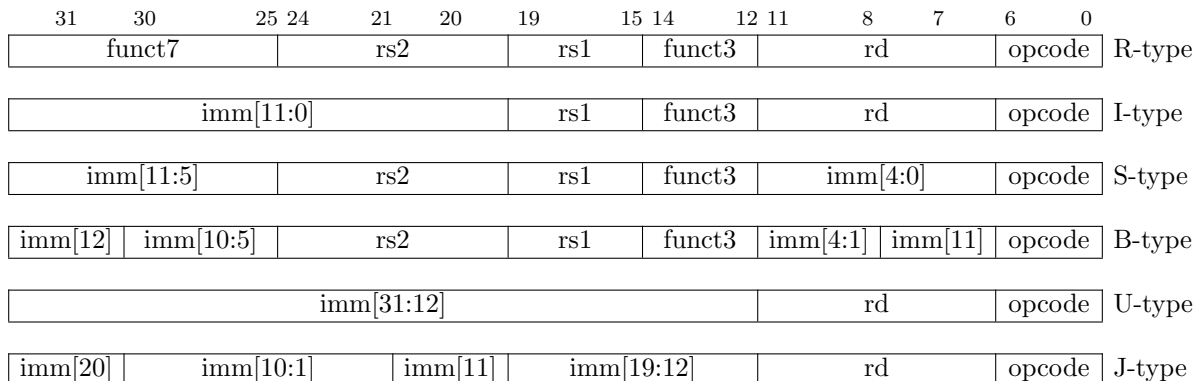 31 30 25 24 21 20 19 15 14 12 11 8 7 6 0
funct7 rs2 rs1 funct3 rd opcode R-type
imm[11:0] rs1 funct3 rd opcode I-type
imm[11:5] rs2 rs1 funct3 imm[4:0] opcode S-type
imm[12] imm[10:5] rs2 rs1 funct3 imm[4:1] imm[11] opcode B-type
imm[31:12] rd opcode U-type
imm[20] imm[10:1] imm[11] imm[19:12] rd opcode J-type